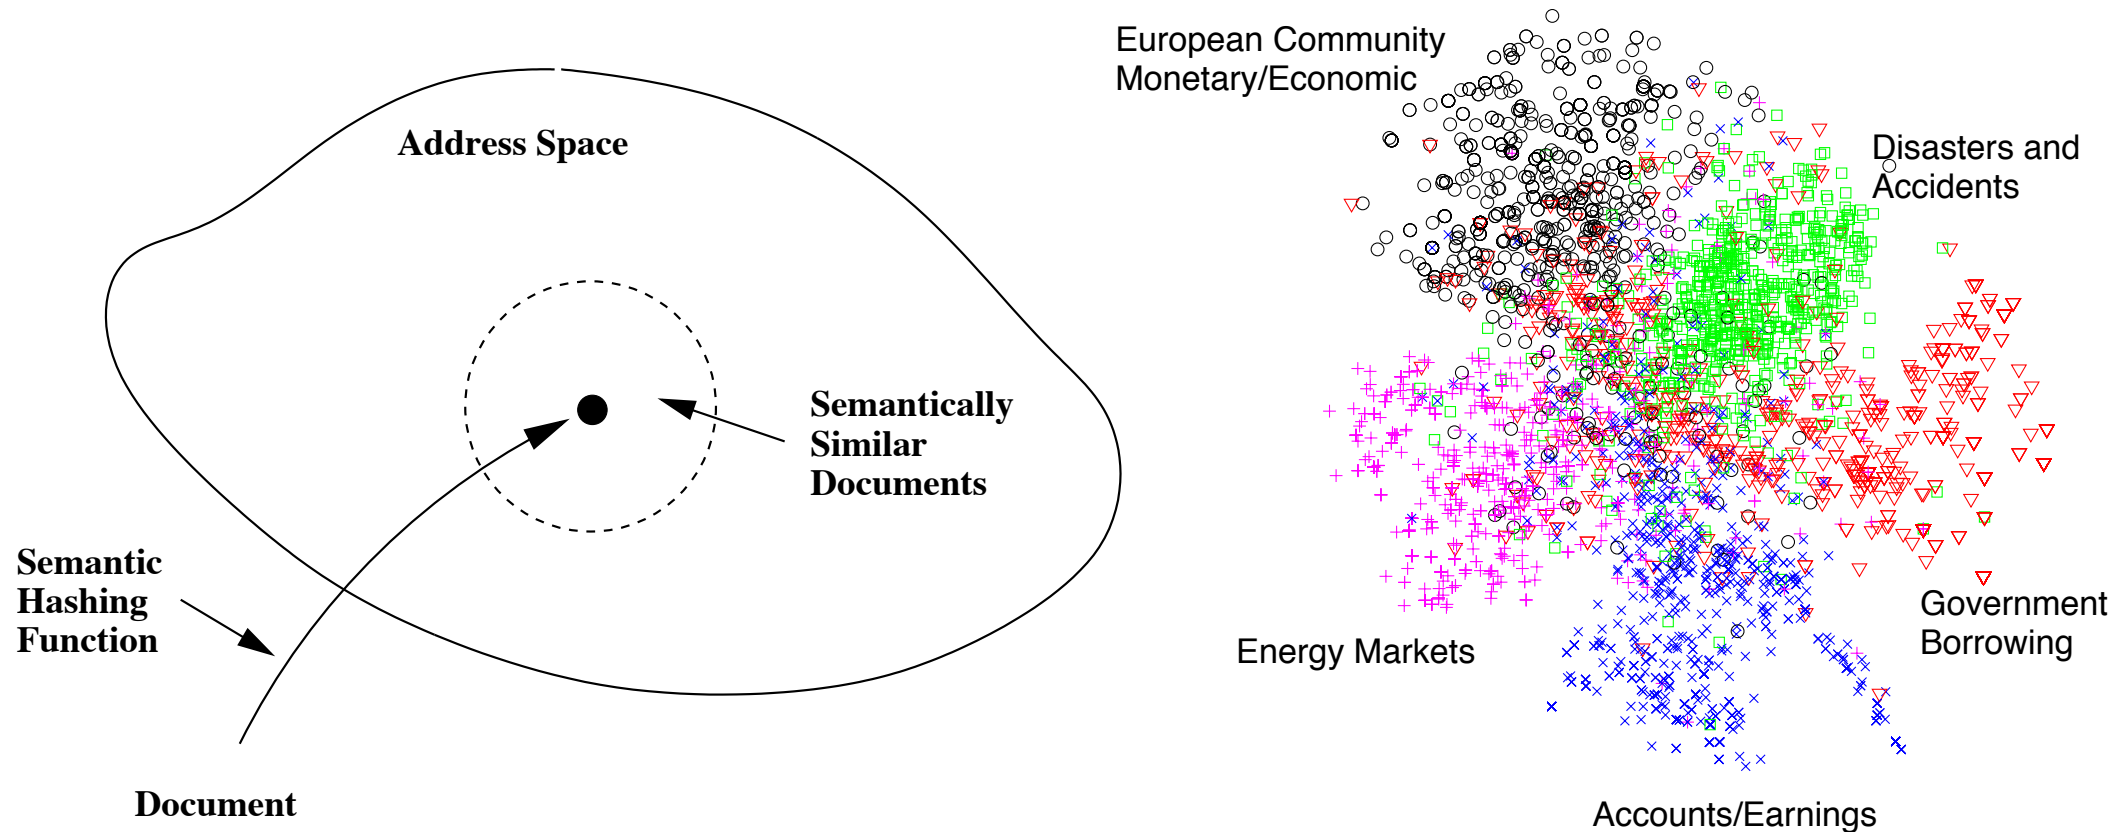 Address Space
Semantically
Similar
Documents
Semantic
Hashing
Function
Document
European Community
Monetary/Economic
Disasters and
Accidents
Government
Borrowing
Energy Markets
Accounts/Earnings